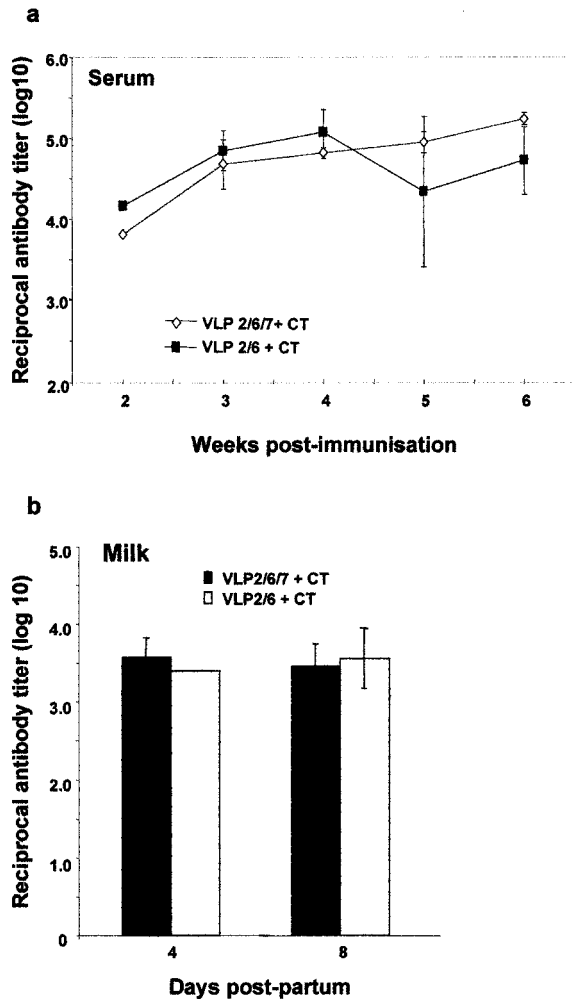 a
Serum
Reciprocal antibody titer (log10)
6.0
5.0
4.0
3.0
2.0
VLP 2/6/7+ CT
VLP 2/6 + CT
2 3 4 5 6
Weeks post-immunisation
b
Milk
Reciprocal antibody titer (log 10)
5.0
4.0
3.0
2.0
1.0
0
VLP2/6/7 + CT
VLP2/6 + CT
4 8
Days post-partum